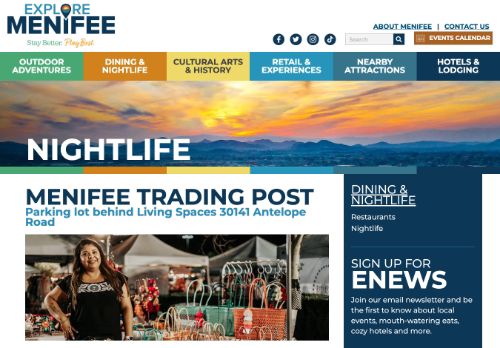 EXPLORE
MENIFEE
Stay Better. Play Best.
ABOUT MENIFEE | CONTACT US
Search
EVENTS CALENDAR
OUTDOOR
ADVENTURES
DINING &
NIGHTLIFE
CULTURAL ARTS
& HISTORY
RETAIL &
EXPERIENCES
NEARBY
ATTRACTIONS
HOTELS &
LODGING
NIGHTLIFE
MENIFEE TRADING POST
Parking lot behind Living Spaces 30141 Antelope
Road
DINING &
NIGHTLIFE
Restaurants
Nightlife
SIGN UP FOR
ENEWS
Join our email newsletter and be
the first to know about local
events, mouth-watering eats,
cozy hotels and more.